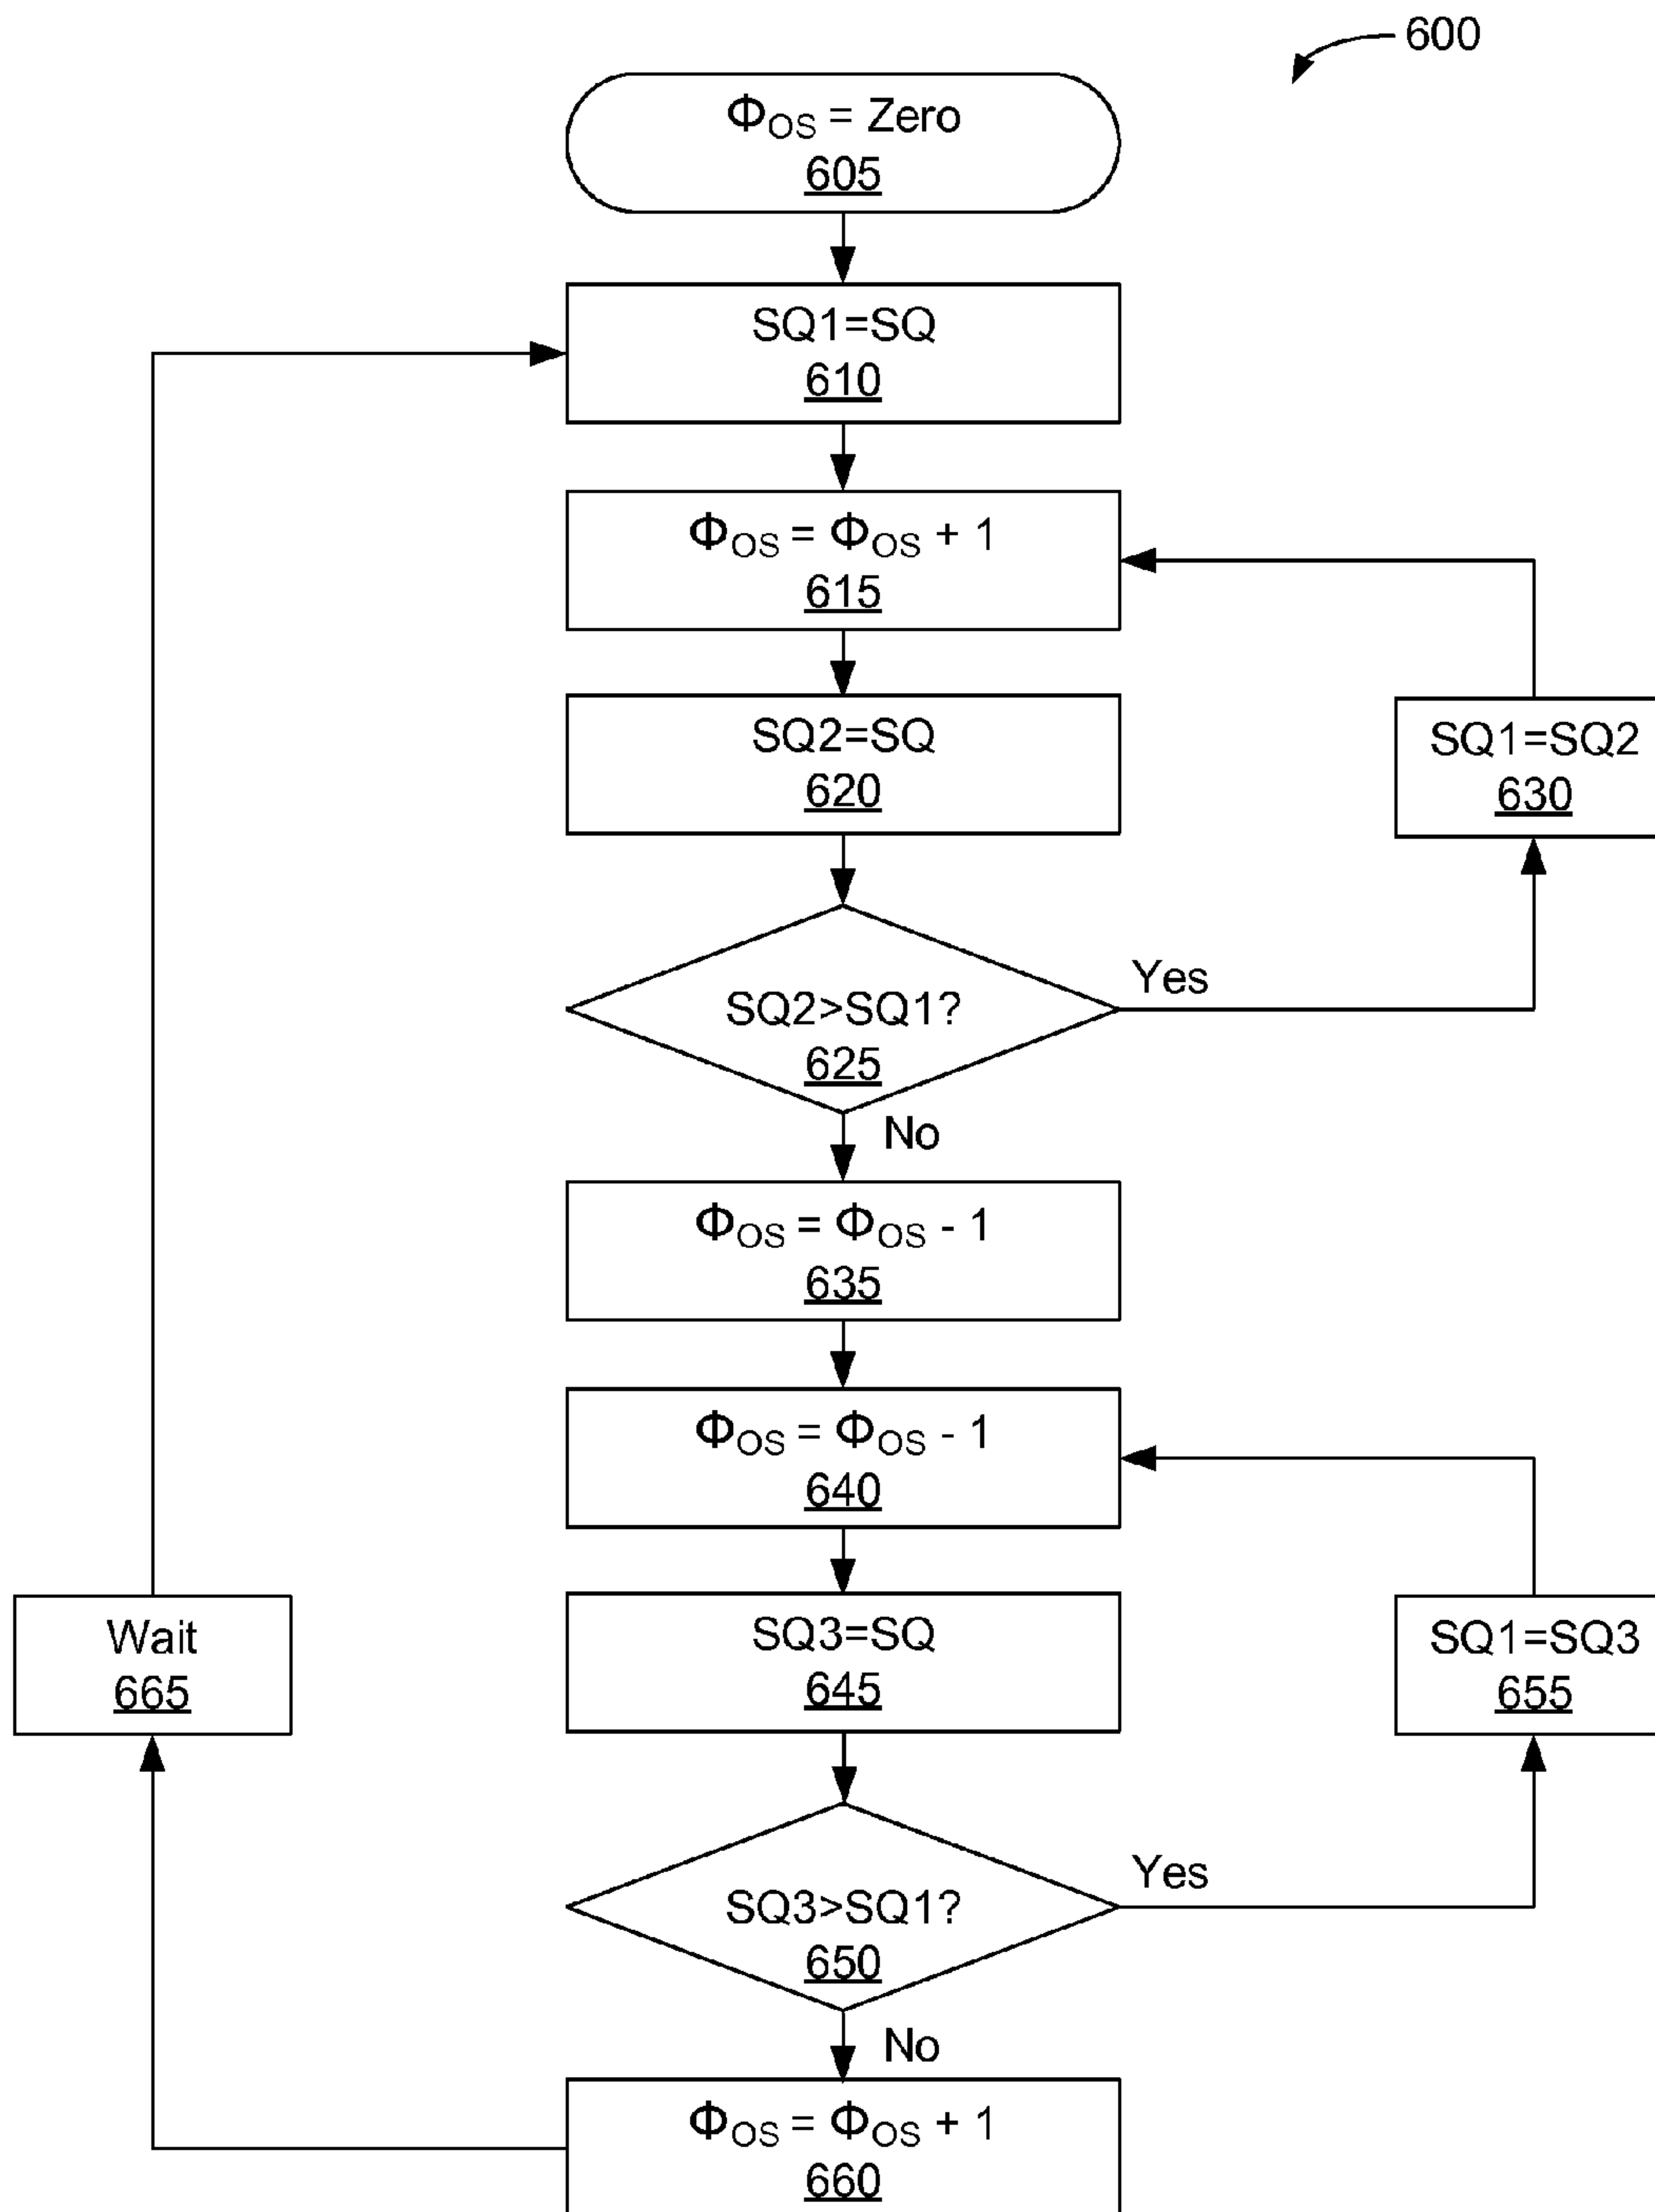 600
ΦOS = Zero
605
SQ1=SQ
610
ΦOS = ΦOS + 1
615
SQ2=SQ
620
SQ1=SQ2
630
SQ2>SQ1?
625
Yes
No
ΦOS = ΦOS - 1
635
ΦOS = ΦOS - 1
640
SQ3=SQ
645
Wait
665
SQ1=SQ3
655
SQ3>SQ1?
650
Yes
No
ΦOS = ΦOS + 1
660